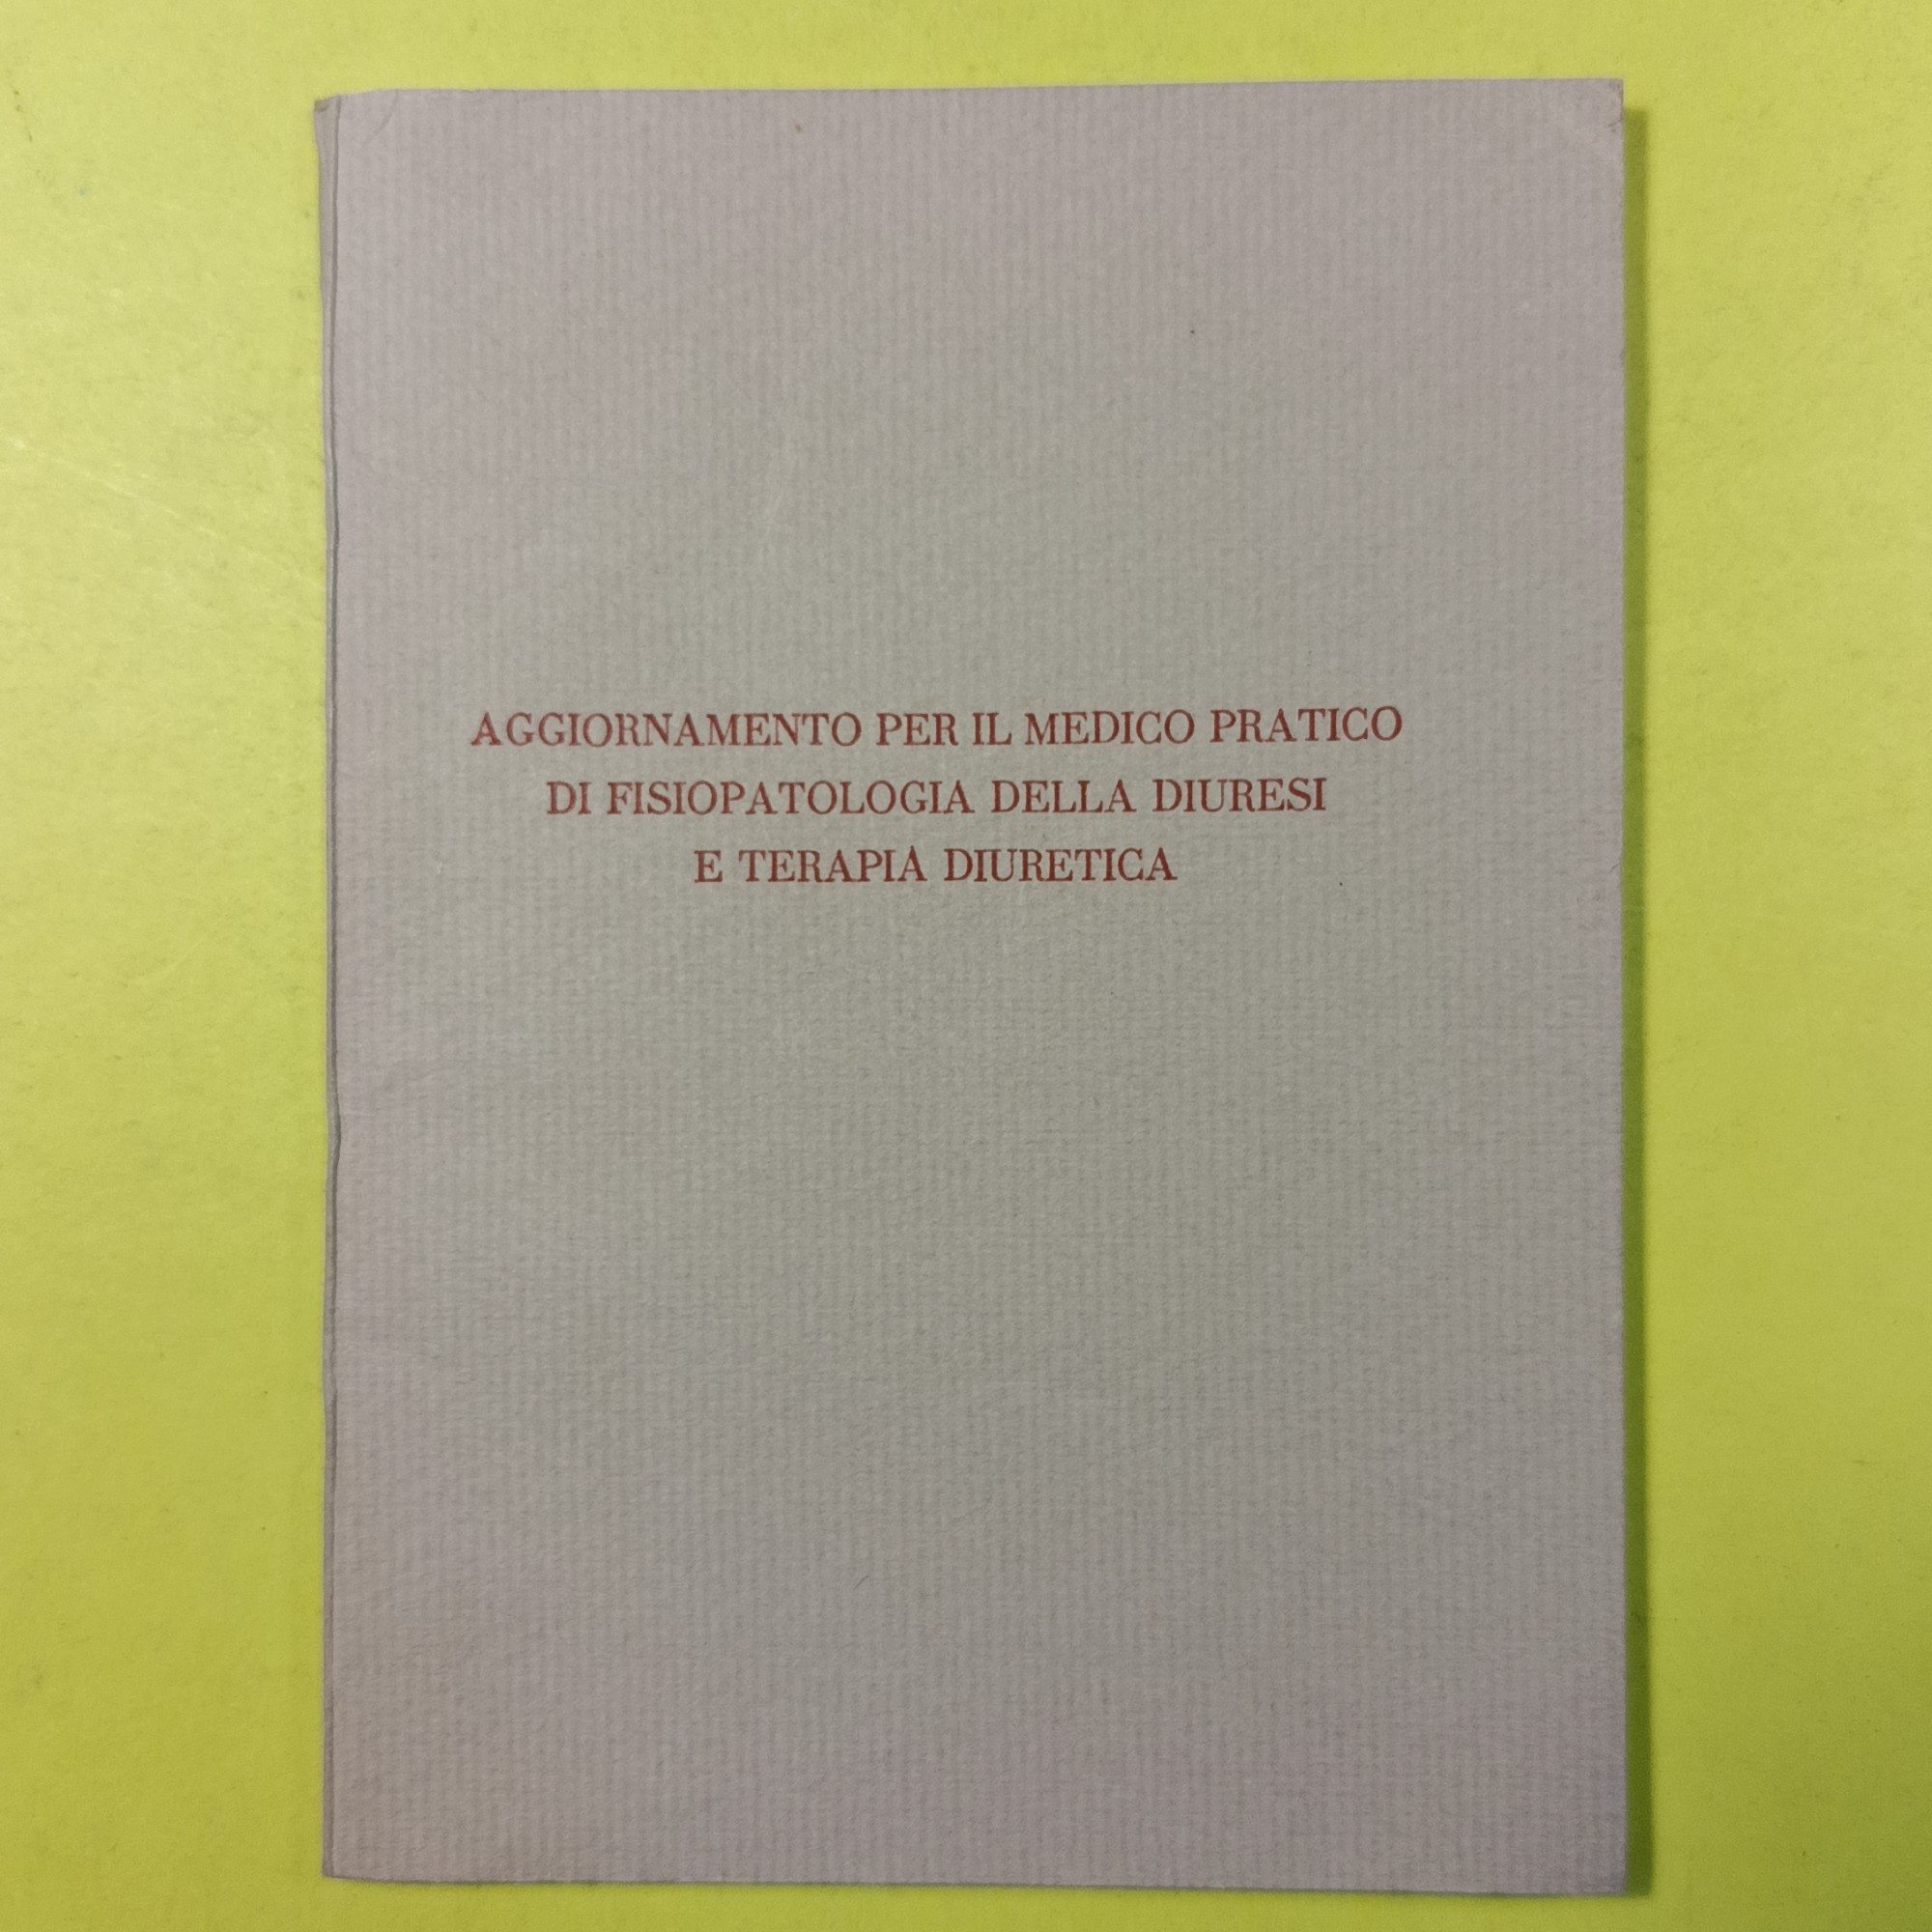 AGGIORNAMENTO PER IL MEDICO PRATICO
DI FISIOPATOLOGIA DELLA DIURESI
E TERAPIA DIURETICA